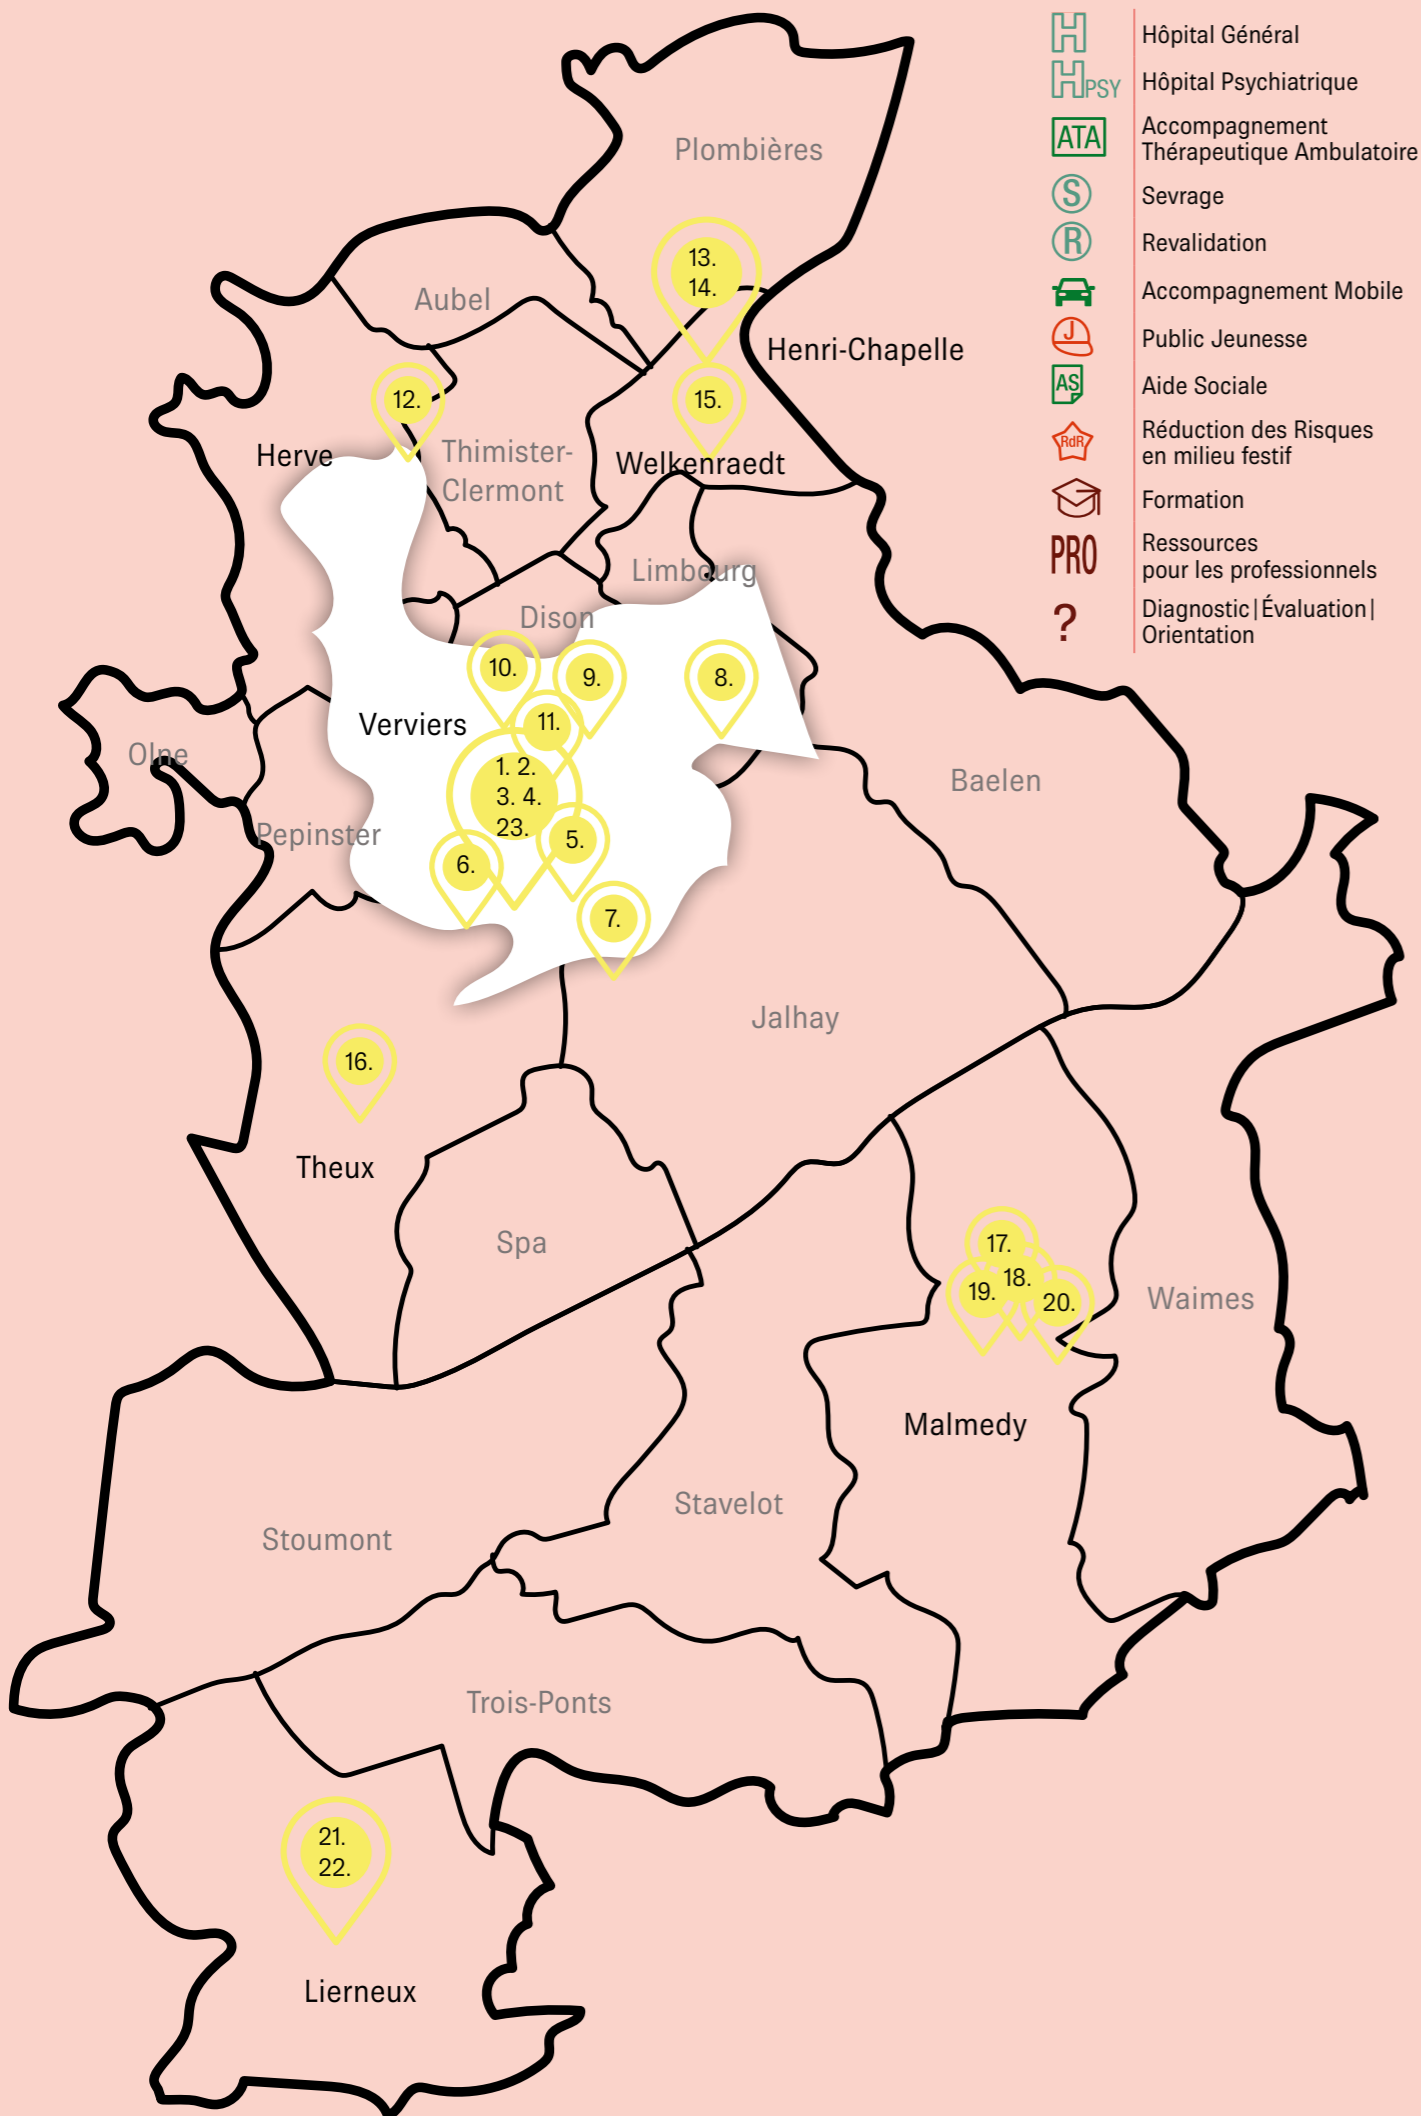 H
Hôpital Général
HPSY
Hôpital Psychiatrique
ATA
Accompagnement
Thérapeutique Ambulatoire
S
Sevrage
R
Revalidation
Accompagnement Mobile
J
Public Jeunesse
AS
Aide Sociale
RdR
Réduction des Risques
en milieu festif
Formation
PRO
Ressources
pour les professionnels
?
Diagnostic|Évaluation|
Orientation
Plombières
13.
14.
Aubel
Henri-Chapelle
12.
15.
Herve
Thimister-
Clermont
Welkenraedt
Limbourg
Dison
10.
9.
8.
Verviers
11.
Olne
1. 2.
3. 4.
23.
Baelen
Pepinster
5.
6.
7.
Jalhay
16.
Theux
Spa
17.
18.
19.
20.
Waimes
Malmedy
Stavelot
Stoumont
Trois-Ponts
21.
22.
Lierneux